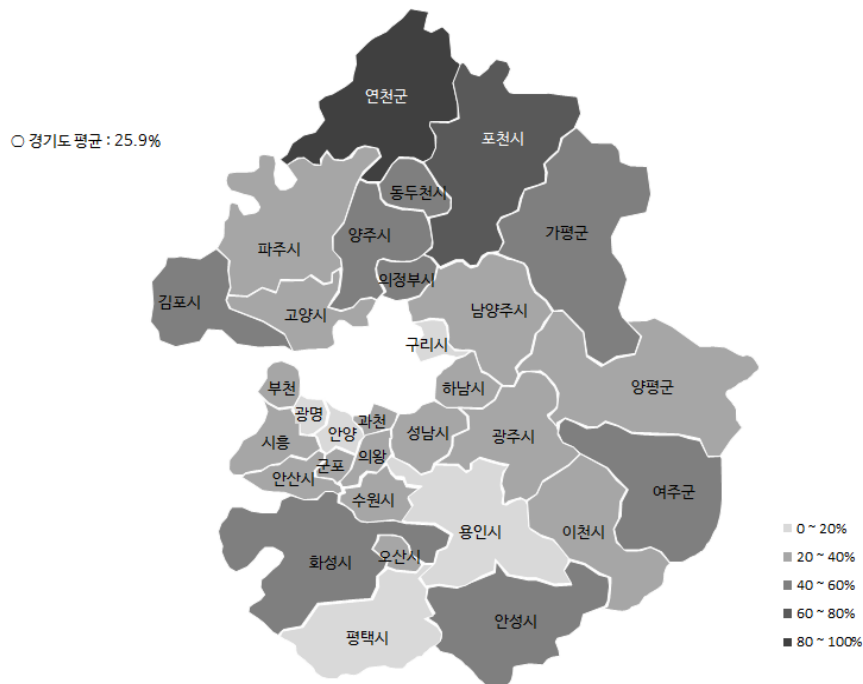 연천군
○ 경기도 평균 : 25.9%
포천시
동두천시
양주시
가평군
파주시
의정부시
김포시
고양시
남양주시
구리시
부천
하남시
양평군
광명
과천
안양
성남시
광주시
시흥
군포
의왕
안산시
여주군
수원시
용인시
이천시
0 ~ 20%
오산시
화성시
20 ~ 40%
40 ~ 60%
60 ~ 80%
안성시
평택시
80 ~ 100%